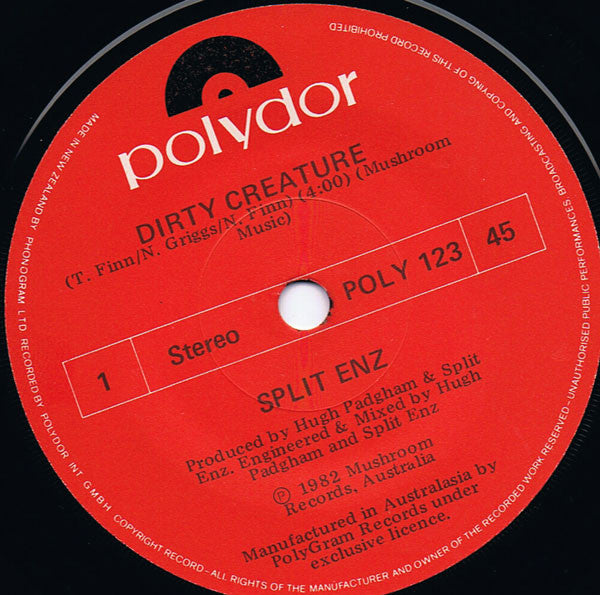 polydor
DIRTY CREATURE
(T. Finn/N. Griggs/N. Finn) (4:00) (Mushroom
Music)
1
Stereo
POLY 123
45
SPLIT ENZ
Produced by Hugh Padgham & Split
Enz. Engineered & Mixed by Hugh
Padgham and Split Enz
℗ 1982 Mushroom
Records, Australia
Manufactured in Australasia by
PolyGram Records under
exclusive licence.
MADE IN NEW ZEALAND BY PHONOGRAM LTD. RECORDED BY POLYDOR INT. GMBH COPYRIGHT RECORD-ALL RIGHTS OF THE MANUFACTURER AND OWNER OF THE RECORDED WORK RESERVED-UNAUTHORISED PUBLIC PERFORMANCES BROADCASTING AND COPYING OF THIS RECORD PROHIBITED